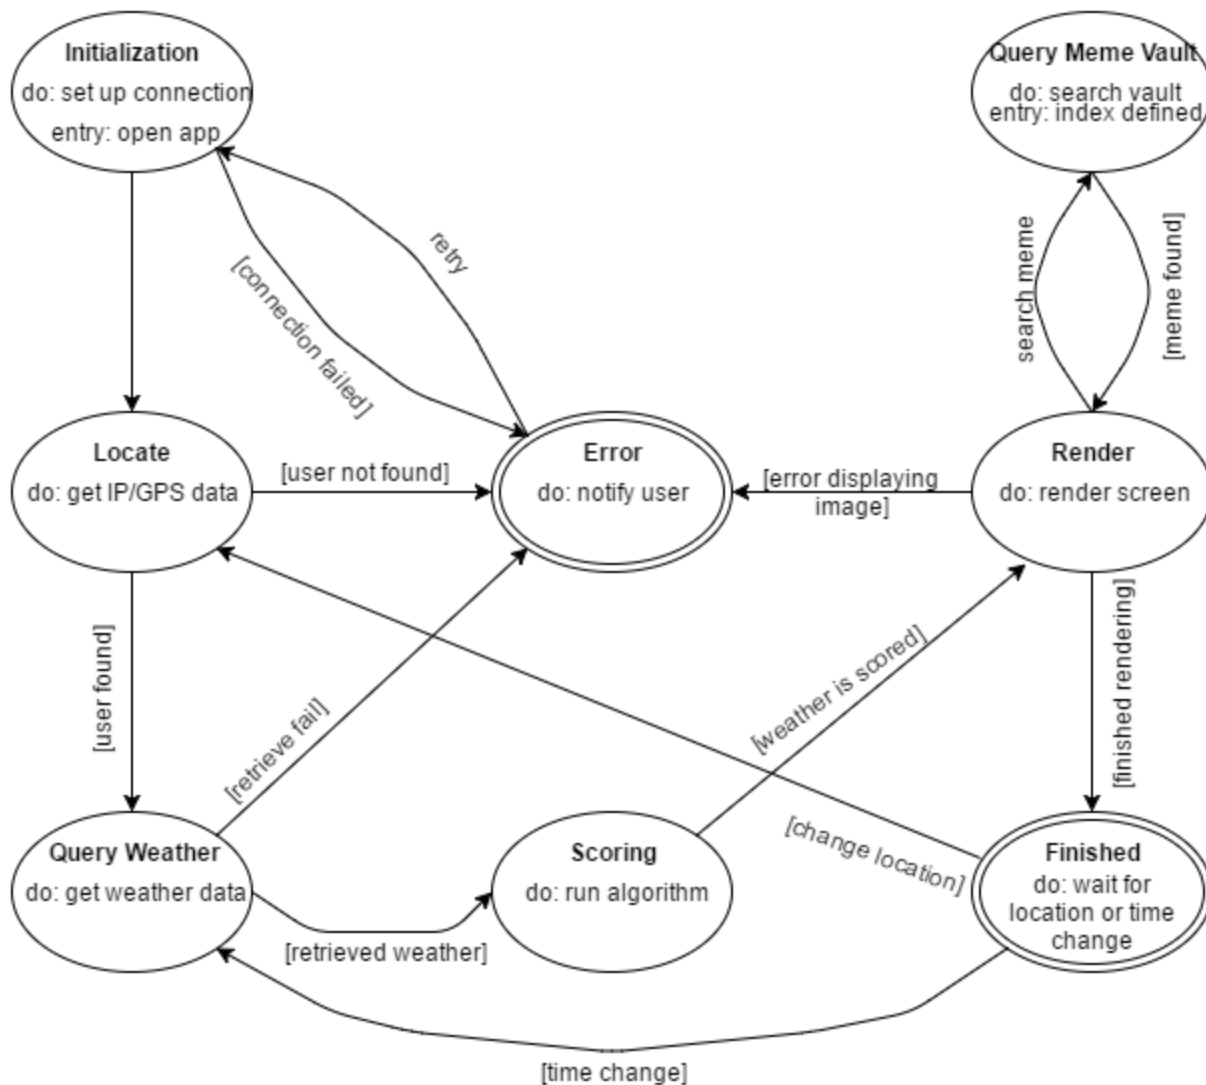 Initialization
do: set up connection
entry: open app
Query Meme Vault
do: search vault
entry: index defined
retry
[connection failed]
search meme
[meme found]
Locate
do: get IP/GPS data
[user not found]
Error
do: notify user
[error displaying
image]
Render
do: render screen
[user found]
[retrieve fail]
[weather is scored]
[finished rendering]
[change location]
Query Weather
do: get weather data
[retrieved weather]
Scoring
do: run algorithm
Finished
do: wait for
location or time
change
[time change]